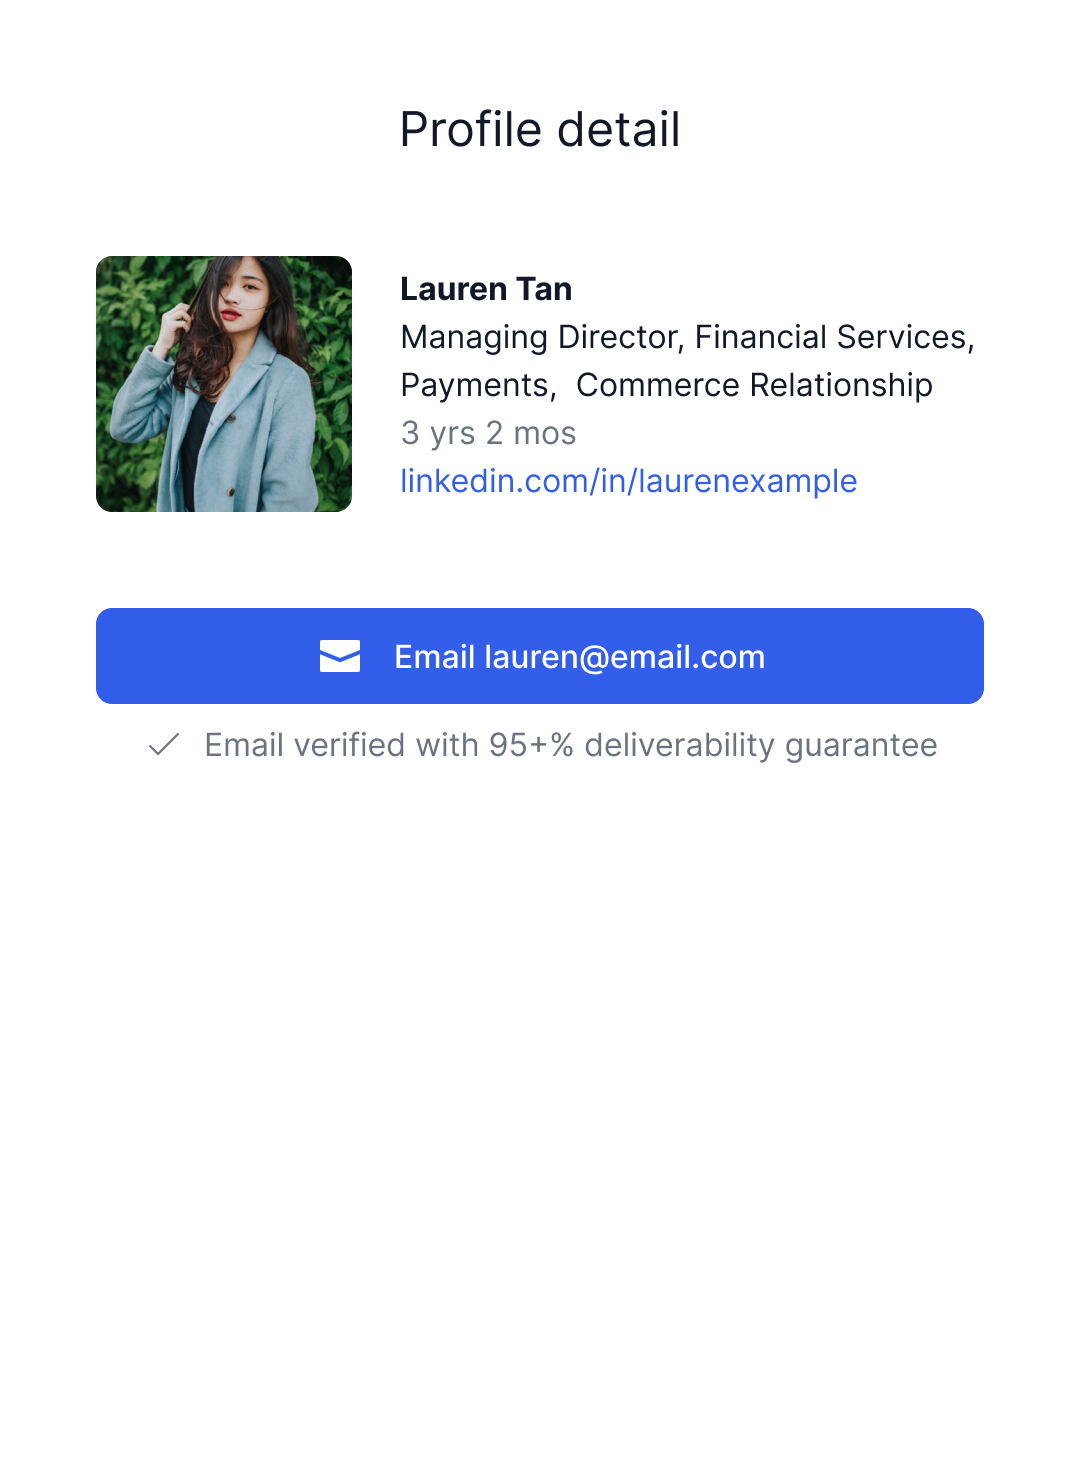 Profile detail
Lauren Tan
Managing Director, Financial Services,
Payments,  Commerce Relationship
3 yrs 2 mos
linkedin.com/in/laurenexample
Email lauren@email.com
Email verified with 95+% deliverability guarantee